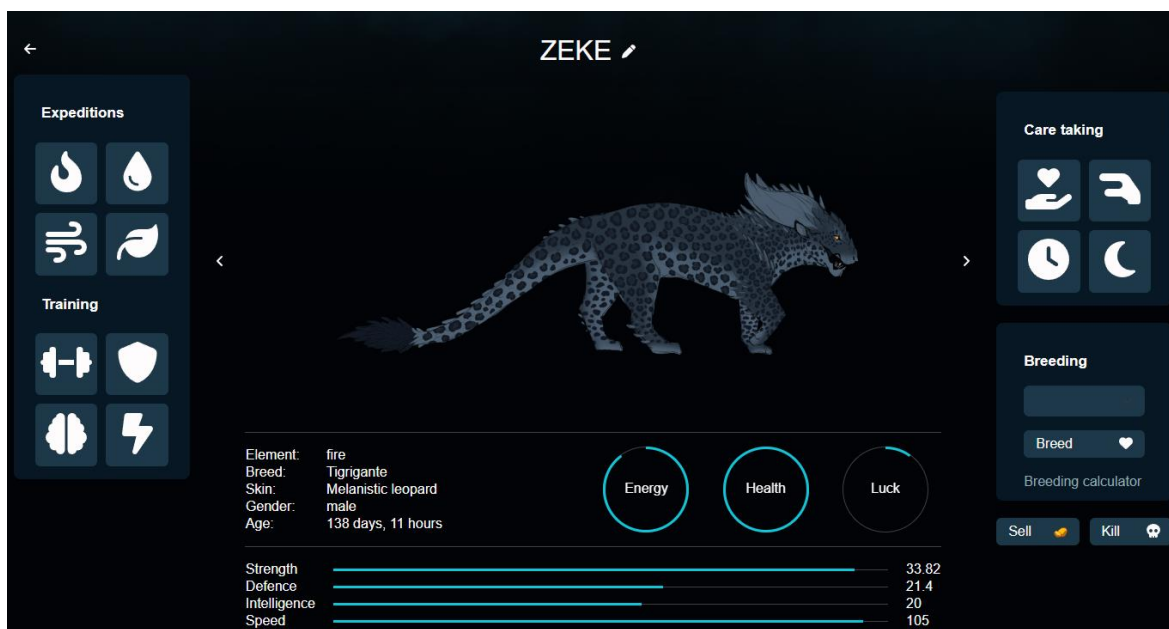 ZEKE
Expeditions
Training
Care taking
Breeding
Breed
Breeding calculator
Sell
Kill
Element: fire
Breed: Tigrigante
Skin: Melanistic leopard
Gender: male
Age: 138 days, 11 hours
Energy
Health
Luck
Strength 33.82
Defence 21.4
Intelligence 20
Speed 105